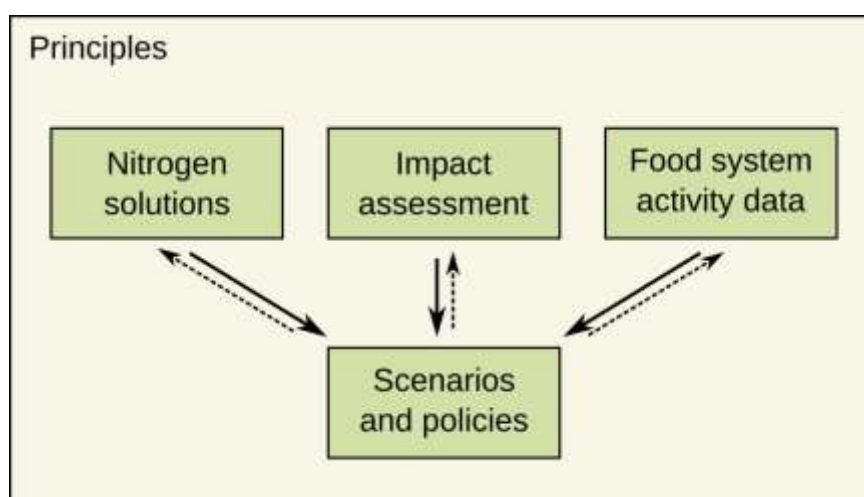 Principles
Nitrogen
solutions
Impact
assessment
Food system
activity data
Scenarios
and policies